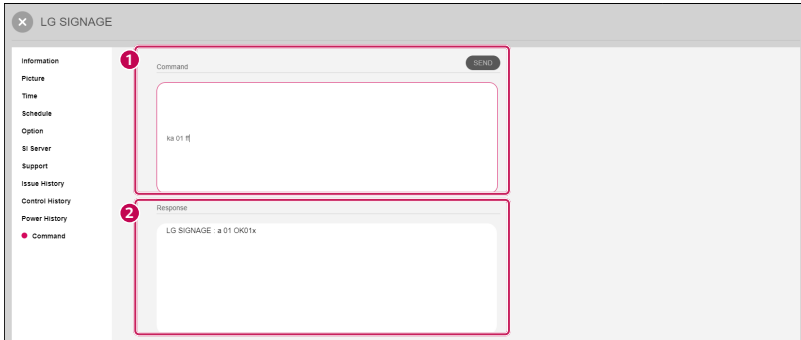 LG SIGNAGE
Information
Picture
Time
Schedule
Option
SI Server
Support
Issue History
Control History
Power History
Command
1
Command
SEND
ka 01 ff
2
Response
LG SIGNAGE : a 01 OK01x